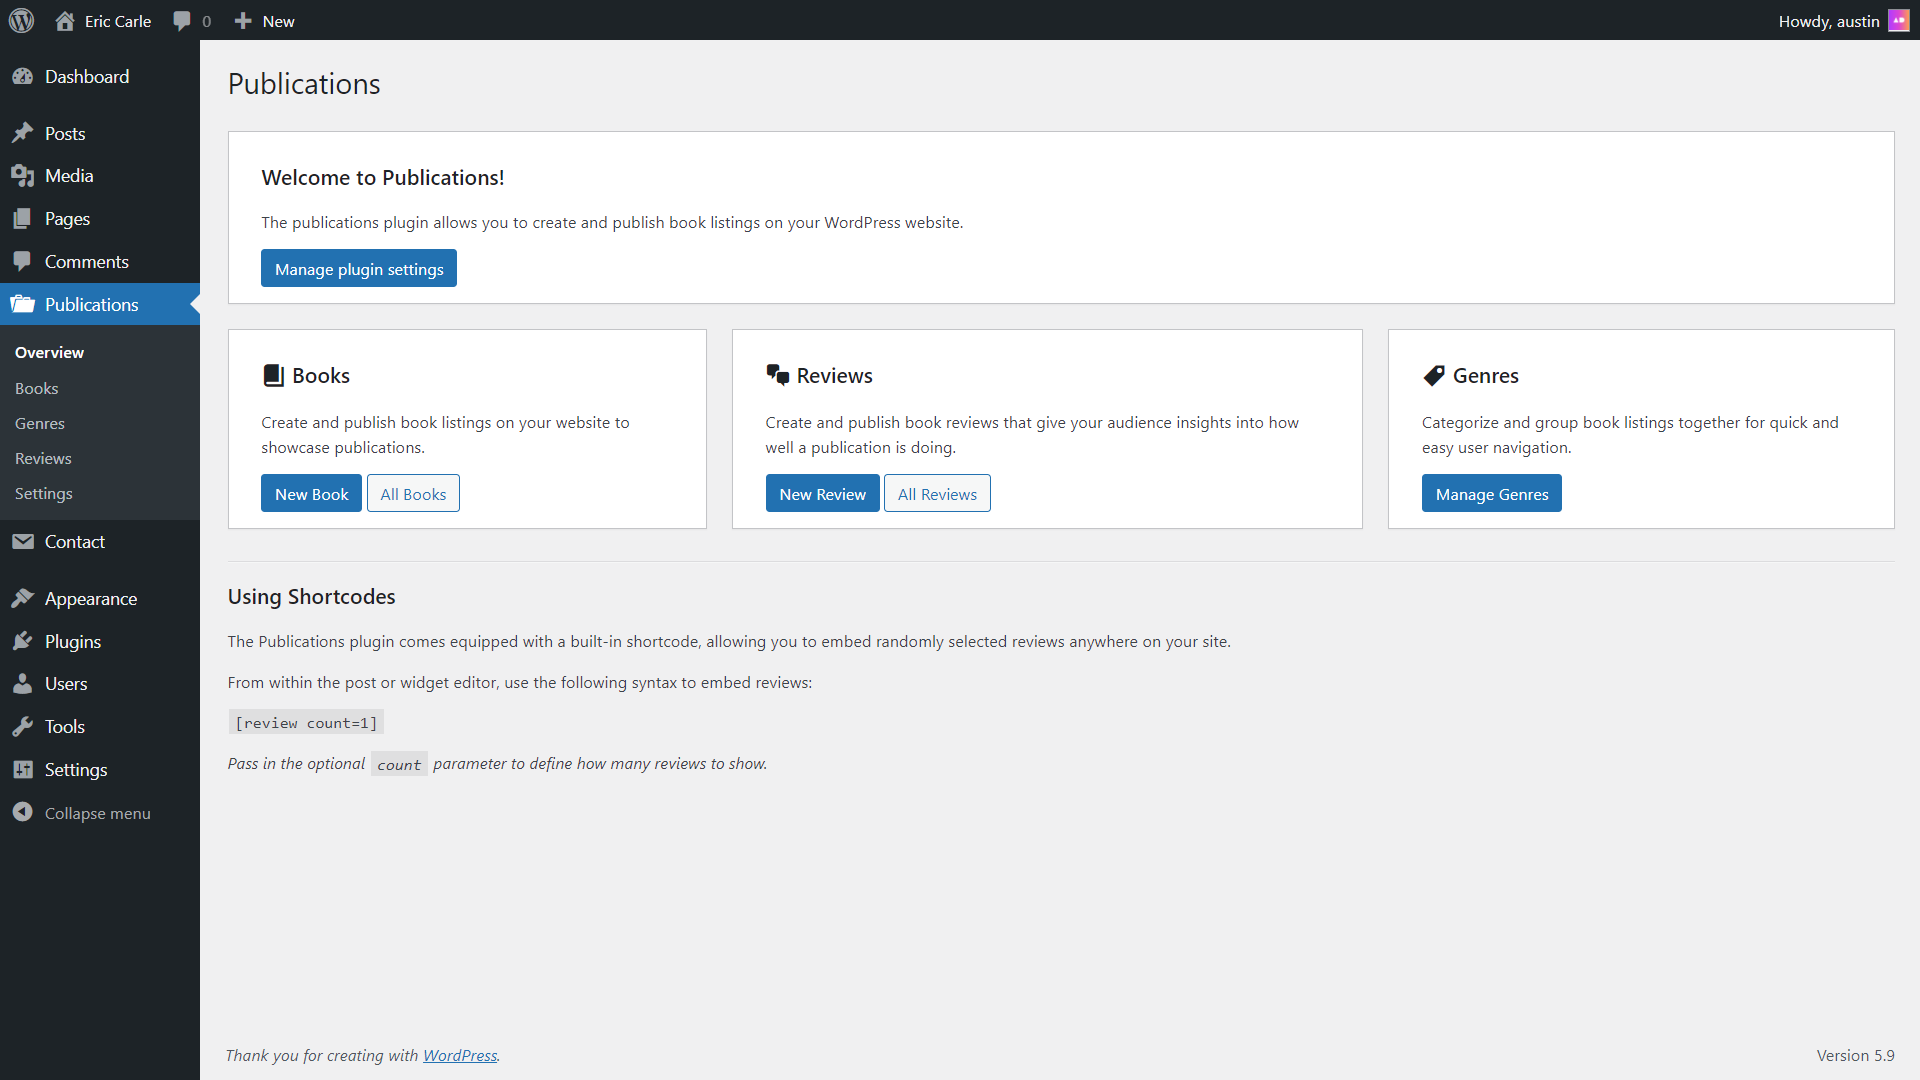 Eric Carle
0
New
Howdy, austin
Dashboard
Posts
Media
Pages
Comments
Publications
Overview
Books
Genres
Reviews
Settings
Contact
Appearance
Plugins
Users
Tools
Settings
Collapse menu
Publications
Welcome to Publications!
The publications plugin allows you to create and publish book listings on your WordPress website.
Manage plugin settings
Books
Create and publish book listings on your website to
showcase publications.
New Book
All Books
Reviews
Create and publish book reviews that give your audience insights into how
well a publication is doing.
New Review
All Reviews
Genres
Categorize and group book listings together for quick and
easy user navigation.
Manage Genres
Using Shortcodes
The Publications plugin comes equipped with a built-in shortcode, allowing you to embed randomly selected reviews anywhere on your site.
From within the post or widget editor, use the following syntax to embed reviews:
[review count=1]
Pass in the optional count parameter to define how many reviews to show.
Thank you for creating with WordPress.
Version 5.9